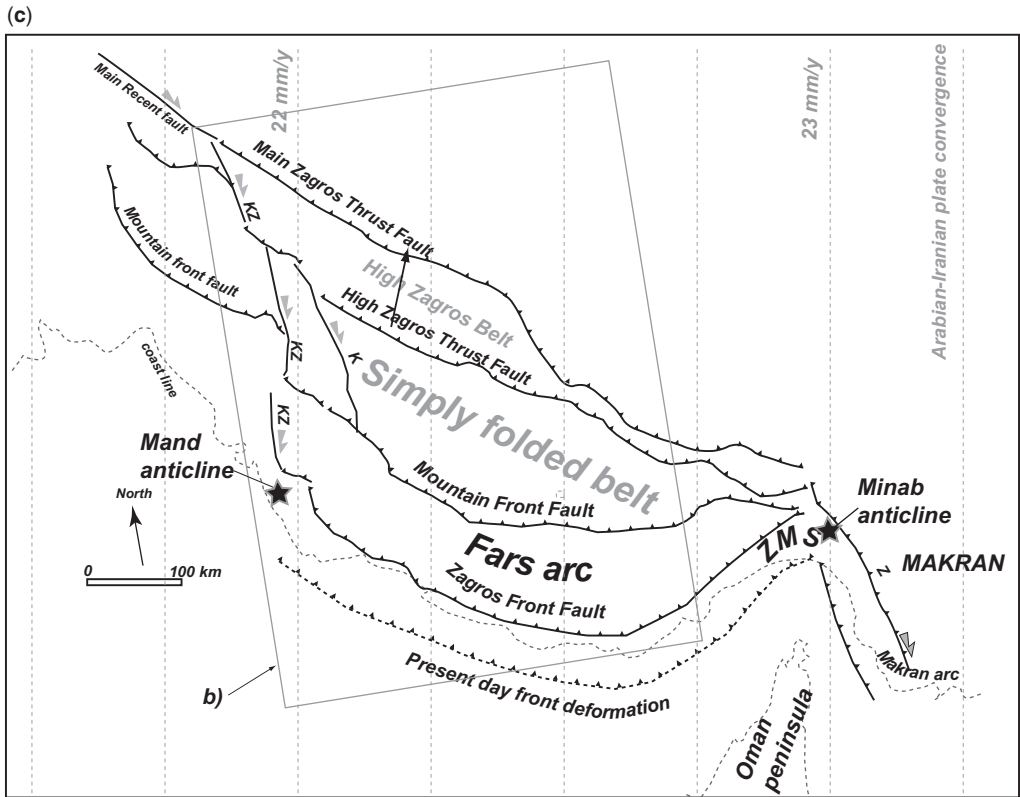 (c)
Main Recent fault
22 mm/y
23 mm/y
Arabian-Iranian plate convergence
Main Zagros Thrust Fault
KZ
Mountain front fault
High Zagros Belt
High Zagros Thrust Fault
KZ
K
coast line
Simply folded belt
KZ
Mand
anticline
North
0 100 km
Mountain Front Fault
Minab
anticline
ZMS
Z
MAKRAN
Fars arc
Zagros Front Fault
Makran arc
Present day front deformation
b)
Oman
peninsula